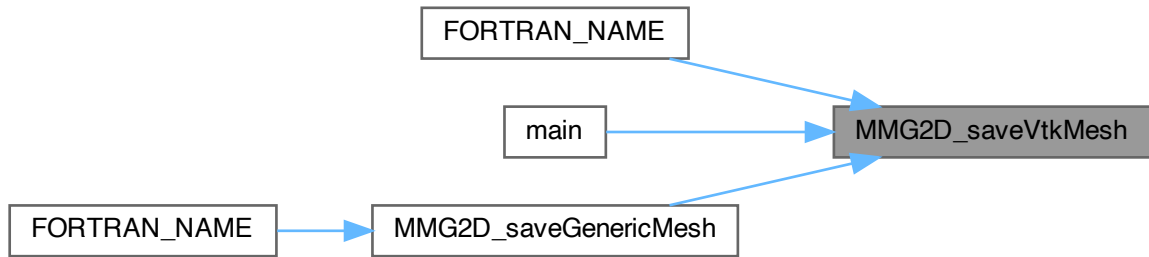 FORTRAN_NAME
main
MMG2D_saveVtkMesh
FORTRAN_NAME
MMG2D_saveGenericMesh